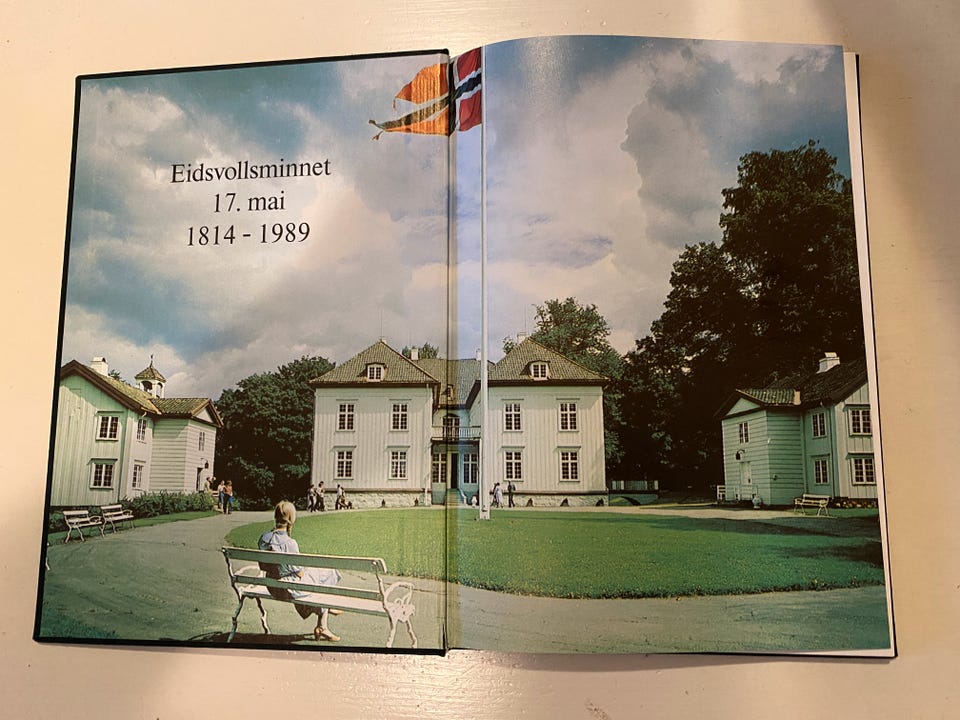 Eidsvollsminnet
17. mai
1814 - 1989